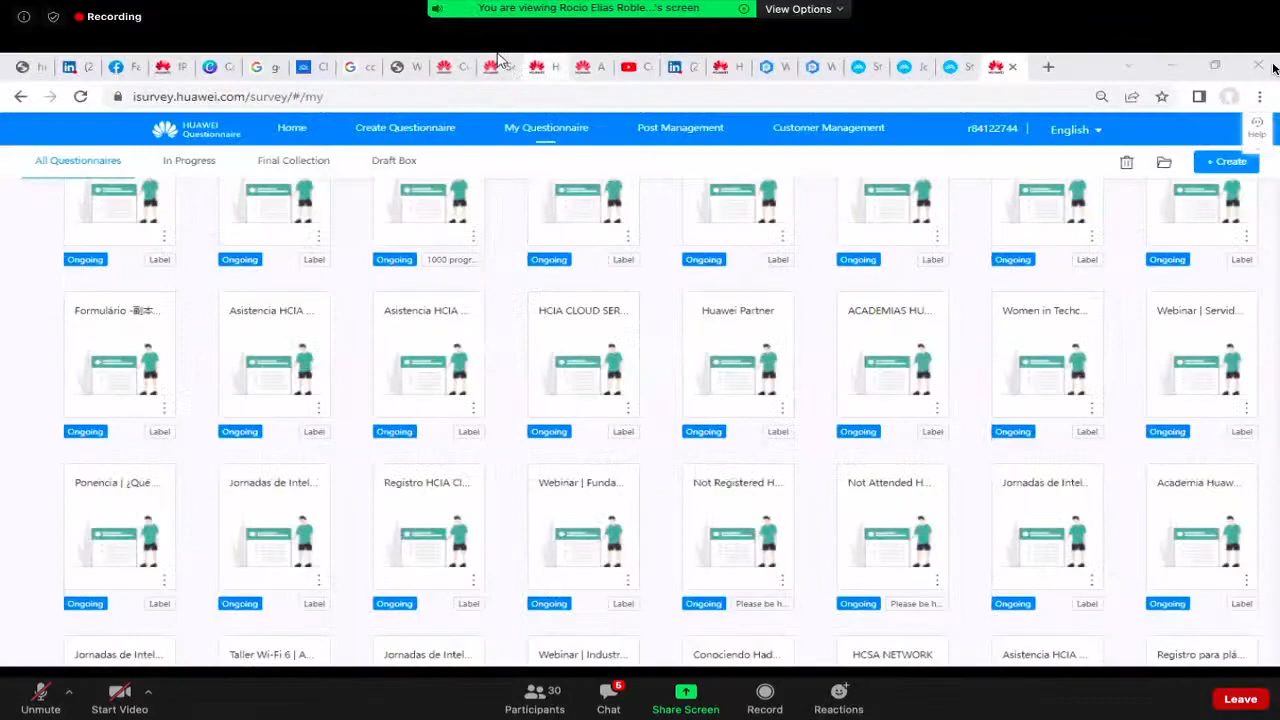 You are viewing Rocio Elias Roble...'s screen
View Options
Recording
isurvey.huawei.com/survey/#/my
HUAWEI
Questionnaire
Home
Create Questionnaire
My Questionnaire
Post Management
Customer Management
r84122744
English
Help
All Questionnaires
In Progress
Final Collection
Draft Box
+ Create
Ongoing Label Ongoing Label Ongoing 1000 progr... Ongoing Label Ongoing Label Ongoing Label Ongoing Label Ongoing Label
Formulário -副本... Asistencia HCIA ... Asistencia HCIA ... HCIA CLOUD SER... Huawei Partner ACADEMIAS HU... Women in Techc... Webinar | Servid...
Ongoing Label Ongoing Label Ongoing Label Ongoing Label Ongoing Label Ongoing Label Ongoing Label Ongoing Label
Ponencia | ¿Qué ... Jornadas de Intel... Registro HCIA Cl... Webinar | Funda... Not Registered H... Not Attended H... Jornadas de Intel... Academia Huaw...
Ongoing Label Ongoing Label Ongoing Label Ongoing Label Ongoing Please be h... Ongoing Please be h... Ongoing Label Ongoing Label
Jornadas de Intel... Taller Wi-Fi 6 | A... Jornadas de Intel... Webinar | Industr... Conociendo Had... HCSA NETWORK Asistencia HCIA ... Registro para plá...
Unmute
Start Video
30
Participants
5
Chat
Share Screen
Record
Reactions
Leave